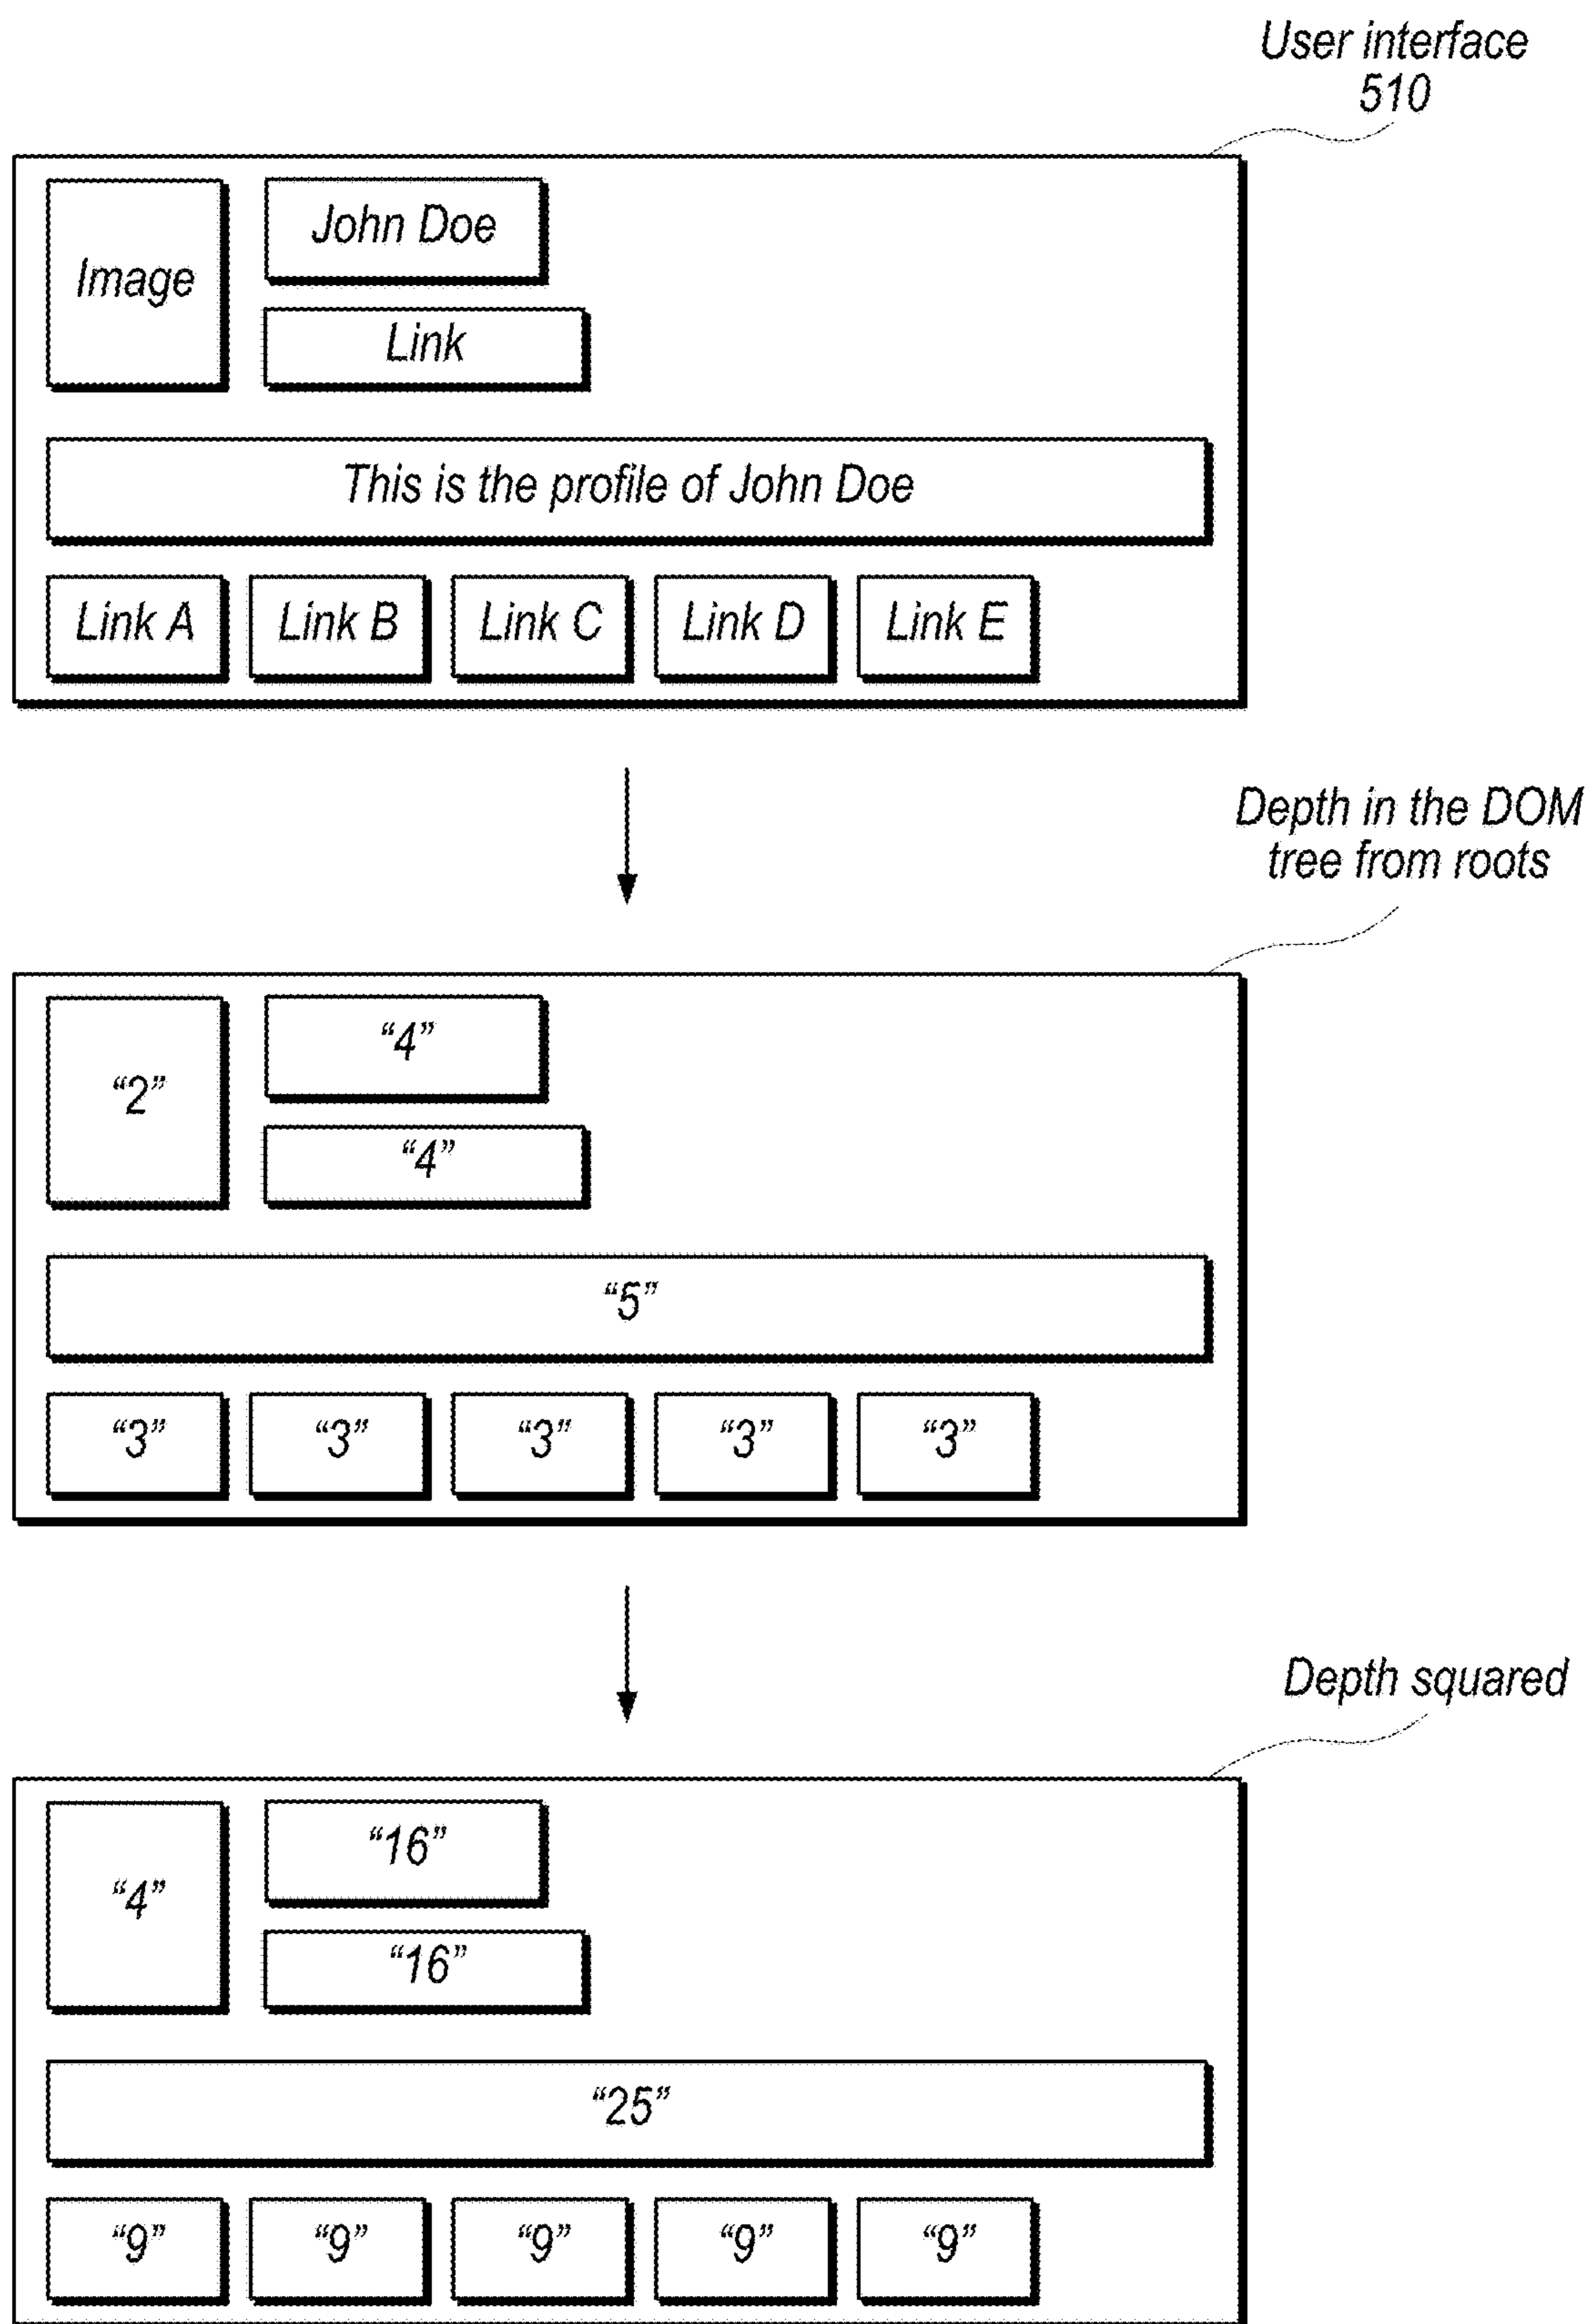 User interface
510
John Doe
Image
Link
This is the profile of John Doe
Link A Link B Link C Link D Link E
Depth in the DOM
tree from roots
“4”
“2”
“4”
“5”
“3” “3” “3” “3” “3”
Depth squared
“16”
“4”
“16”
“25”
“9” “9” “9” “9” “9”